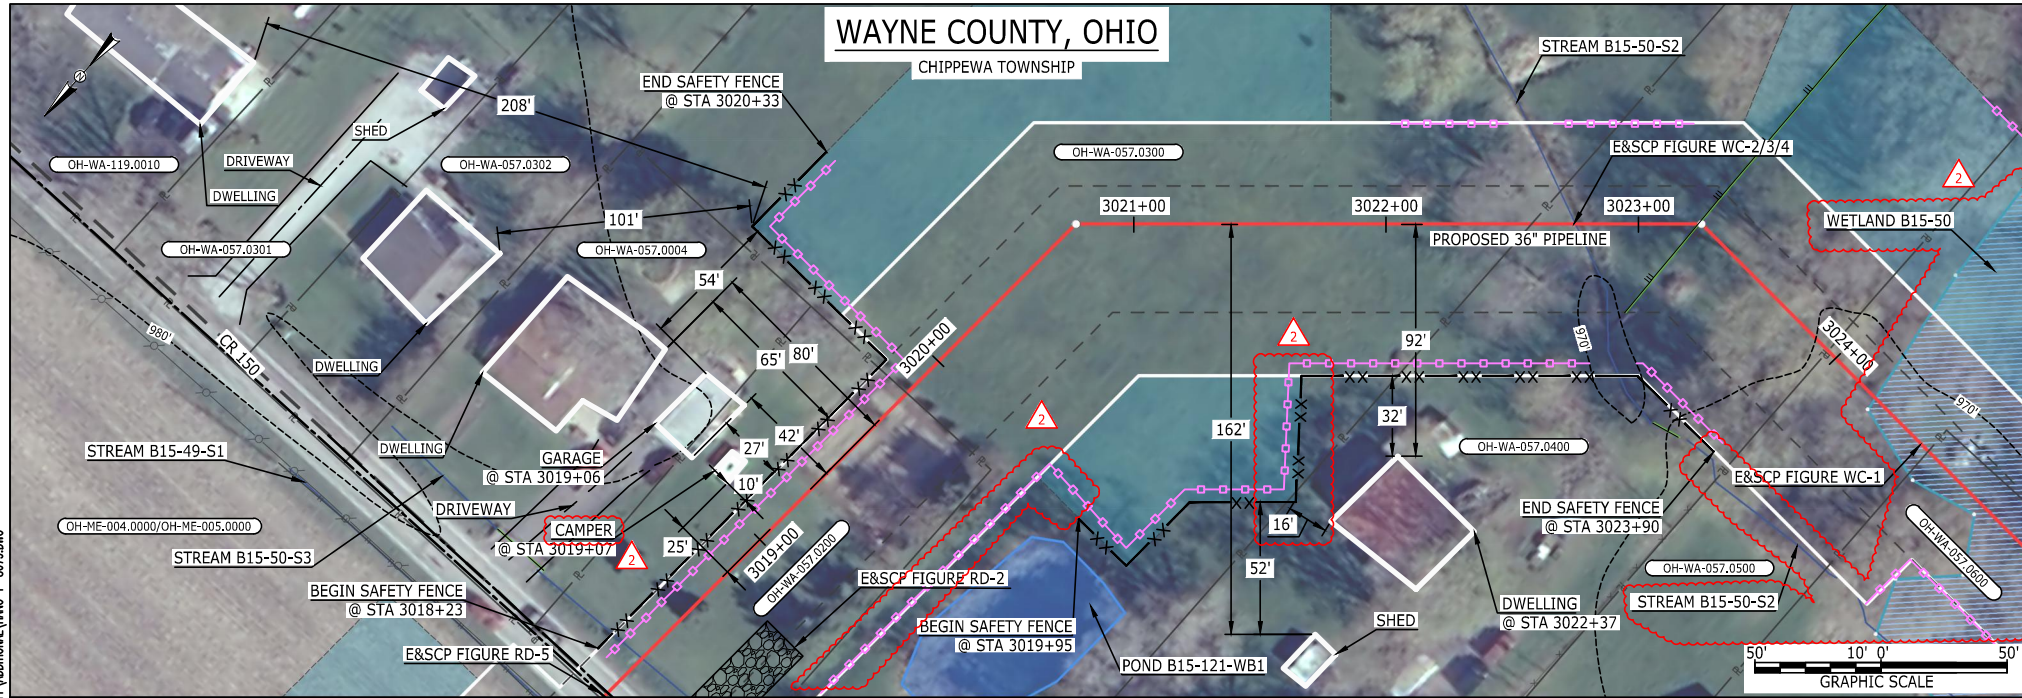 WAYNE COUNTY, OHIO
CHIPPEWA TOWNSHIP
STREAM B15-50-S2
END SAFETY FENCE
@ STA 3020+33
208'
SHED
OH-WA-119.0010
DRIVEWAY
OH-WA-057.0302
OH-WA-057.0300
E&SCP FIGURE WC-2/3/4
2
DWELLING
101'
3021+00
3022+00
3023+00
WETLAND B15-50
OH-WA-057.0301
OH-WA-057.0004
PROPOSED 36" PIPELINE
54'
980'
CR 150
65'
80'
3020+00
2
92'
970'
3024+00
DWELLING
970'
2
32'
162'
42'
27'
DWELLING
STREAM B15-49-S1
GARAGE
@ STA 3019+06
10'
OH-WA-057.0400
E&SCP FIGURE WC-1
DRIVEWAY
END SAFETY FENCE
@ STA 3023+90
OH-ME-004.0000/OH-ME-005.0000
CAMPER
@ STA 3019+07
2
16'
25'
3019+00
OH-WA-057.0200
STREAM B15-50-S3
52'
OH-WA-057.0500
OH-WA-057.0600
E&SCP FIGURE RD-2
BEGIN SAFETY FENCE
@ STA 3018+23
DWELLING
@ STA 3022+37
STREAM B15-50-S2
SHED
BEGIN SAFETY FENCE
@ STA 3019+95
E&SCP FIGURE RD-5
POND B15-121-WB1
50' 10' 0' 50'
GRAPHIC SCALE